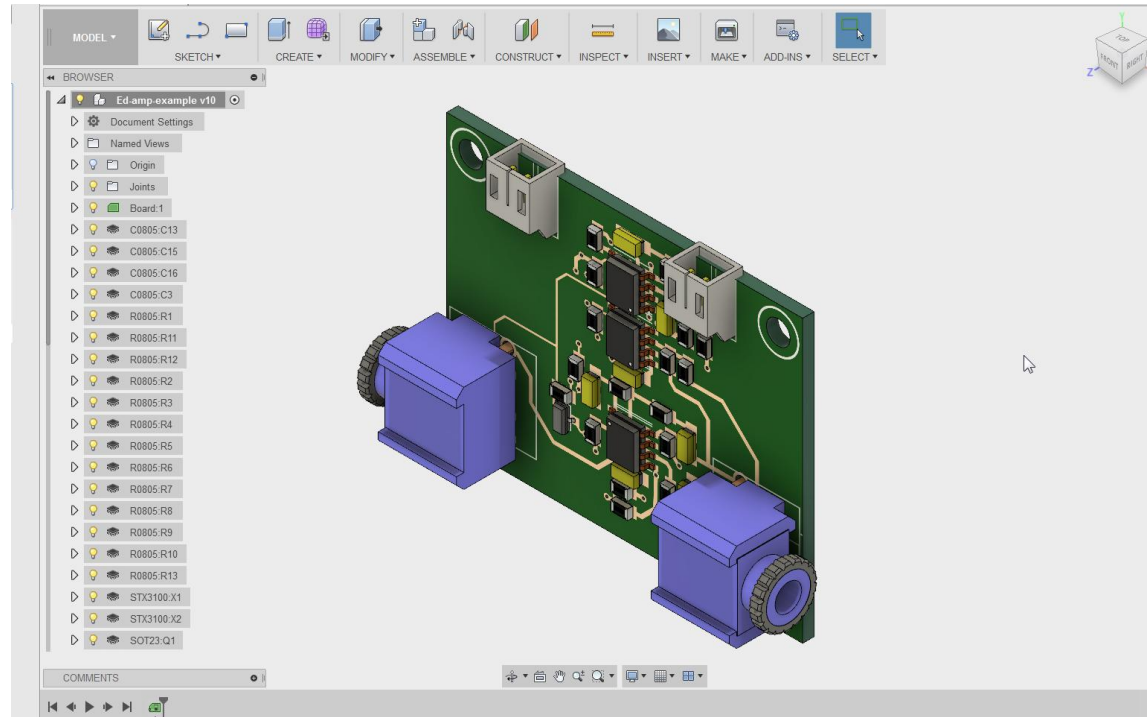 MODEL
SKETCH
CREATE
MODIFY
ASSEMBLE
CONSTRUCT
INSPECT
INSERT
MAKE
ADD-INS
SELECT
TOP
FRONT
RIGHT
Y
Z
BROWSER
Ed-amp-example v10
Document Settings
Named Views
Origin
Joints
Board:1
C0805:C13
C0805:C15
C0805:C16
C0805:C3
R0805:R1
R0805:R11
R0805:R12
R0805:R2
R0805:R3
R0805:R4
R0805:R5
R0805:R6
R0805:R7
R0805:R8
R0805:R9
R0805:R10
R0805:R13
STX3100:X1
STX3100:X2
SOT23:Q1
COMMENTS